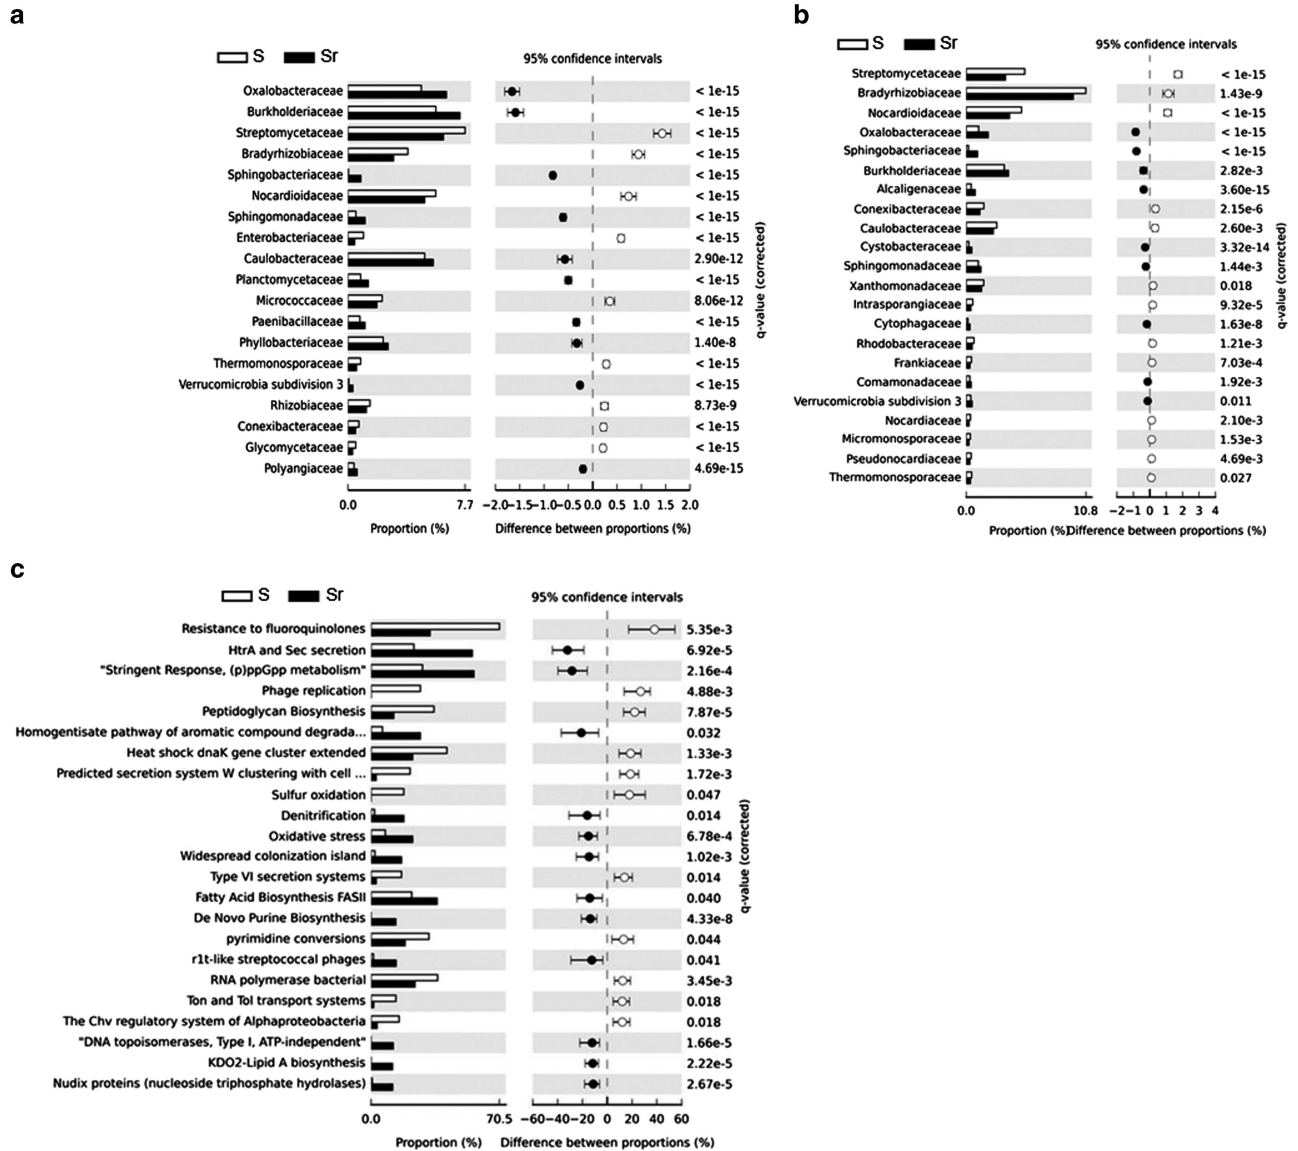 a
S Sr
95% confidence intervals
Oxalobacteraceae < 1e-15
Burkholderiaceae < 1e-15
Streptomycetaceae < 1e-15
Bradyrhizobiaceae < 1e-15
Sphingobacteriaceae < 1e-15
Nocardioidaceae < 1e-15
Sphingomonadaceae < 1e-15
Enterobacteriaceae < 1e-15
Caulobacteraceae 2.90e-12
Planctomycetaceae < 1e-15
Micrococcaceae 8.06e-12
Paenibacillaceae < 1e-15
Phyllobacteriaceae 1.40e-8
Thermomonosporaceae < 1e-15
Verrucomicrobia subdivision 3 < 1e-15
Rhizobiaceae 8.73e-9
Conexibacteraceae < 1e-15
Glycomycetaceae < 1e-15
Polyangiaceae 4.69e-15
q-value (corrected)
0.0 7.7 −2.0−1.5−1.0−0.5 0.0 0.5 1.0 1.5 2.0
Proportion (%) Difference between proportions (%)
b
S Sr
95% confidence intervals
Streptomycetaceae < 1e-15
Bradyrhizobiaceae 1.43e-9
Nocardioidaceae < 1e-15
Oxalobacteraceae < 1e-15
Sphingobacteriaceae < 1e-15
Burkholderiaceae 2.82e-3
Alcaligenaceae 3.60e-15
Conexibacteraceae 2.15e-6
Caulobacteraceae 2.60e-3
Cystobacteraceae 3.32e-14
Sphingomonadaceae 1.44e-3
Xanthomonadaceae 0.018
Intrasporangiaceae 9.32e-5
Cytophagaceae 1.63e-8
Rhodobacteraceae 1.21e-3
Frankiaceae 7.03e-4
Comamonadaceae 1.92e-3
Verrucomicrobia subdivision 3 0.011
Nocardiaceae 2.10e-3
Micromonosporaceae 1.53e-3
Pseudonocardiaceae 4.69e-3
Thermomonosporaceae 0.027
q-value (corrected)
0.0 10.8 −2−1 0 1 2 3 4
Proportion (%)Difference between proportions (%)
c
S Sr
95% confidence intervals
Resistance to fluoroquinolones 5.35e-3
HtrA and Sec secretion 6.92e-5
"Stringent Response, (p)ppGpp metabolism" 2.16e-4
Phage replication 4.88e-3
Peptidoglycan Biosynthesis 7.87e-5
Homogentisate pathway of aromatic compound degrada... 0.032
Heat shock dnaK gene cluster extended 1.33e-3
Predicted secretion system W clustering with cell ... 1.72e-3
Sulfur oxidation 0.047
Denitrification 0.014
Oxidative stress 6.78e-4
Widespread colonization island 1.02e-3
Type VI secretion systems 0.014
Fatty Acid Biosynthesis FASII 0.040
De Novo Purine Biosynthesis 4.33e-8
pyrimidine conversions 0.044
r1t-like streptococcal phages 0.041
RNA polymerase bacterial 3.45e-3
Ton and Tol transport systems 0.018
The Chv regulatory system of Alphaproteobacteria 0.018
"DNA topoisomerases, Type I, ATP-independent" 1.66e-5
KDO2-Lipid A biosynthesis 2.22e-5
Nudix proteins (nucleoside triphosphate hydrolases) 2.67e-5
q-value (corrected)
0.0 70.5 −60−40−20 0 20 40 60
Proportion (%) Difference between proportions (%)